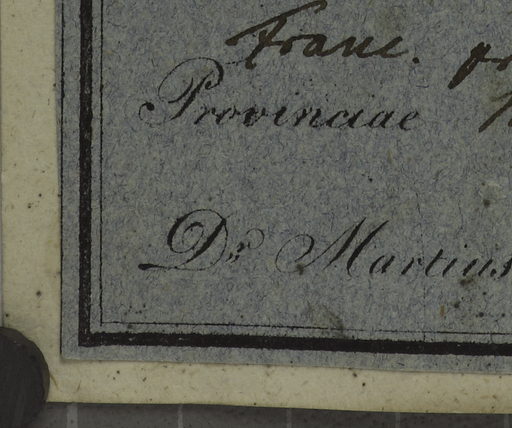 Franc.
Provinciae
Dr Martius